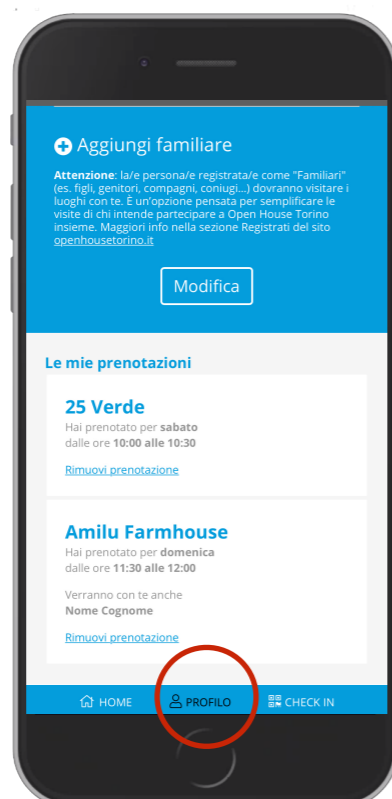 Aggiungi familiare
Attenzione: la/e persona/e registrata/e come "Familiari"
(es. figli, genitori, compagni, coniugi...) dovranno visitare i
luoghi con te. È un'opzione pensata per semplificare le
visite di chi intende partecipare a Open House Torino
insieme. Maggiori info nella sezione Registrati del sito
openhousetorino.it
Modifica
Le mie prenotazioni
25 Verde
Hai prenotato per sabato
dalle ore 10:00 alle 10:30
Rimuovi prenotazione
Amilu Farmhouse
Hai prenotato per domenica
dalle ore 11:30 alle 12:00
Verranno con te anche
Nome Cognome
Rimuovi prenotazione
HOME PROFILO CHECK IN